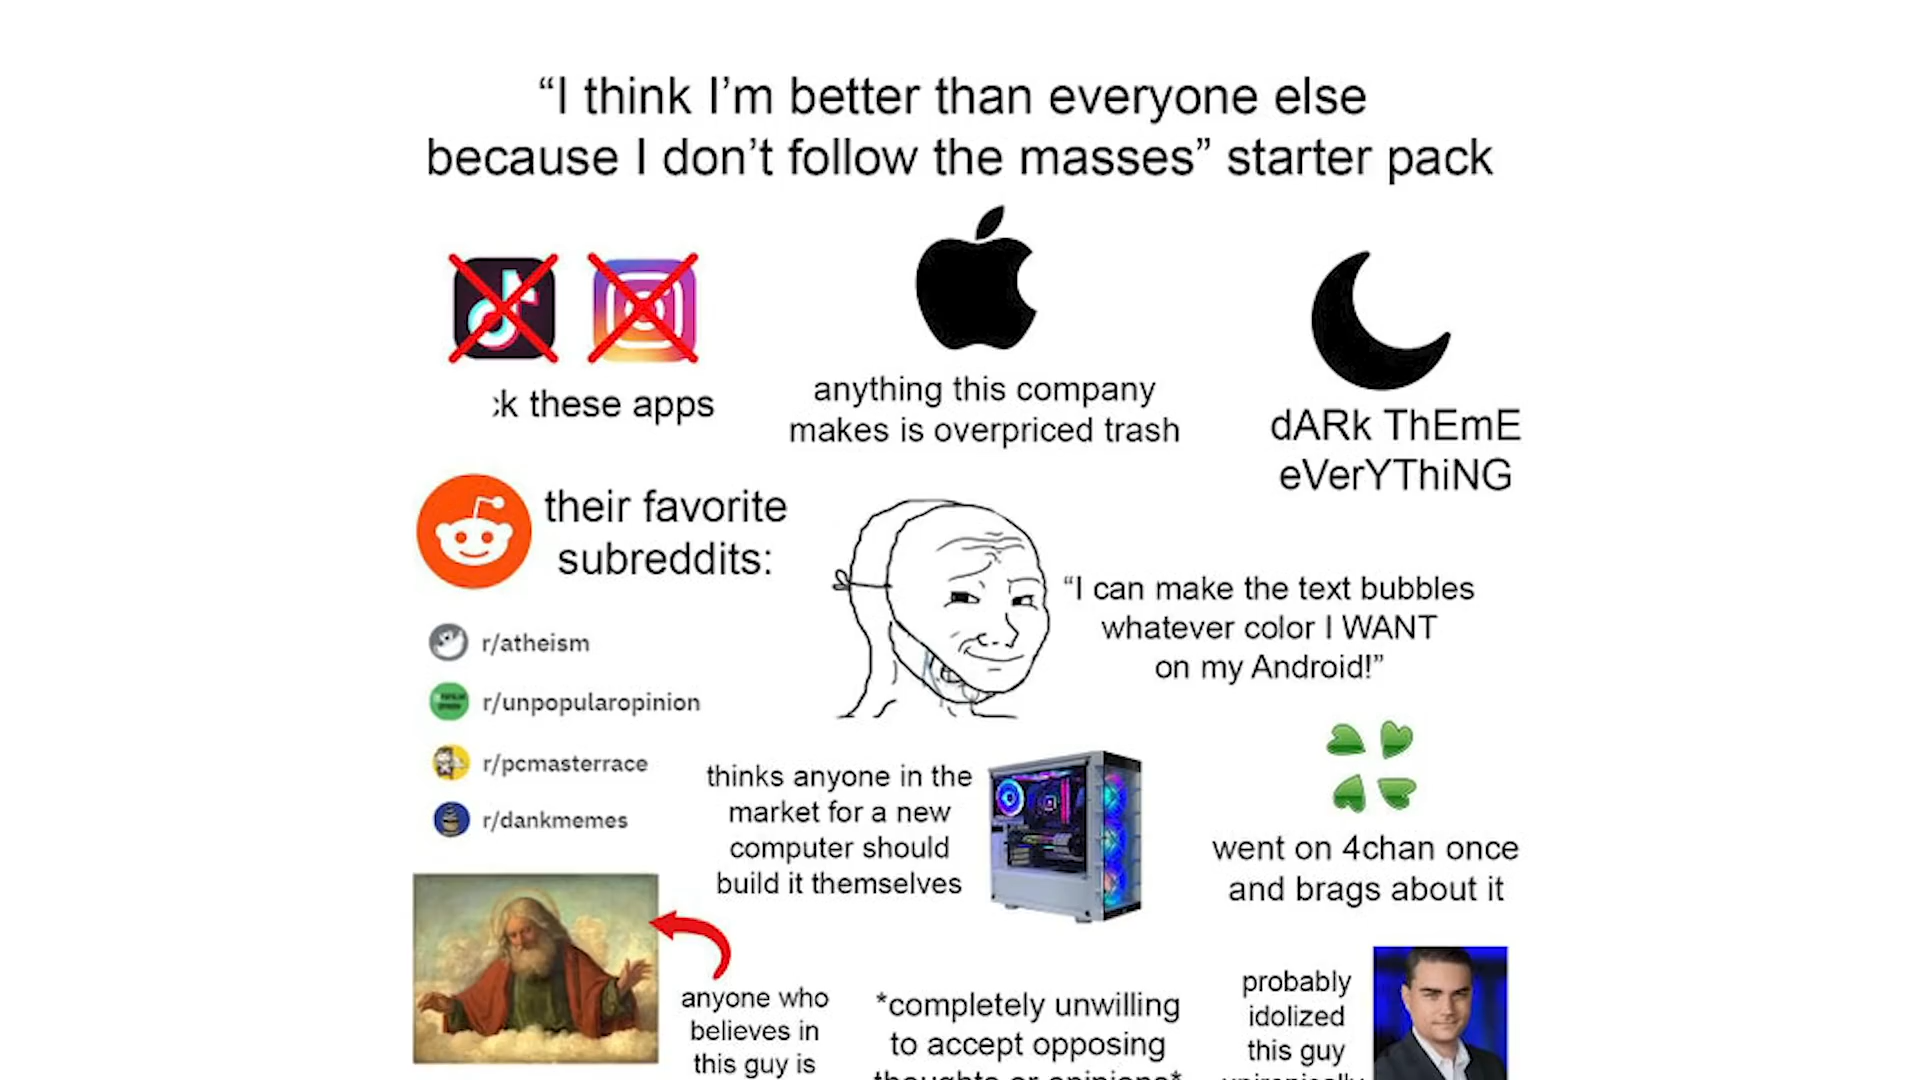 “I think I’m better than everyone else
because I don’t follow the masses” starter pack
these apps
anything this company
makes is overpriced trash
dARk ThEmE
eVerYThiNG
their favorite
subreddits:
r/atheism
r/unpopularopinion
r/pcmasterrace
r/dankmemes
“I can make the text bubbles
whatever color I WANT
on my Android!”
thinks anyone in the
market for a new
computer should
build it themselves
went on 4chan once
and brags about it
anyone who
believes in
this guy is
*completely unwilling
to accept opposing
thoughts or opinions*
probably
idolized
this guy
unironically